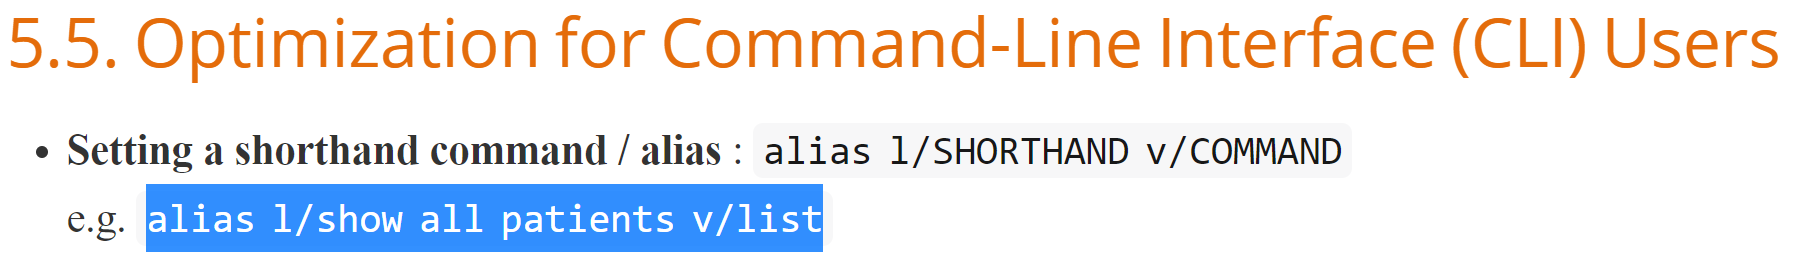 5.5. Optimization for Command-Line Interface (CLI) Users
• Setting a shorthand command / alias : alias l/SHORTHAND v/COMMAND
e.g. alias l/show all patients v/list